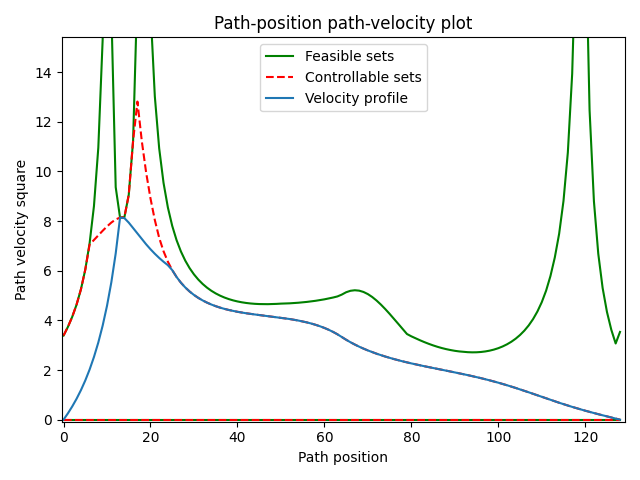 Path-position path-velocity plot
Feasible sets
Controllable sets
Velocity profile
Path velocity square
14
12
10
8
6
4
2
0
0 20 40 60 80 100 120
Path position